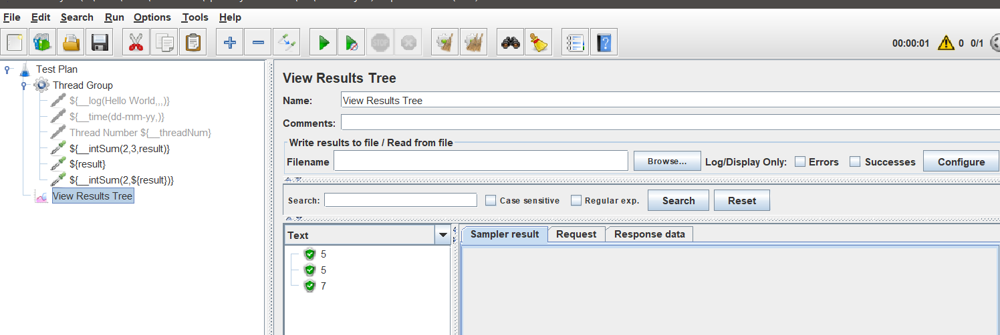 File Edit Search Run Options Tools Help
00:00:01 0 0/1
Test Plan
Thread Group
${__log(Hello World,,,)}
${__time(dd-mm-yy,)}
Thread Number ${__threadNum}
${__intSum(2,3,result)}
${result}
${__intSum(2,${result})}
View Results Tree
View Results Tree
Name: View Results Tree
Comments:
Write results to file / Read from file
Filename Browse... Log/Display Only: Errors Successes Configure
Search: Case sensitive Regular exp. Search Reset
Text
Sampler result Request Response data
5
5
7